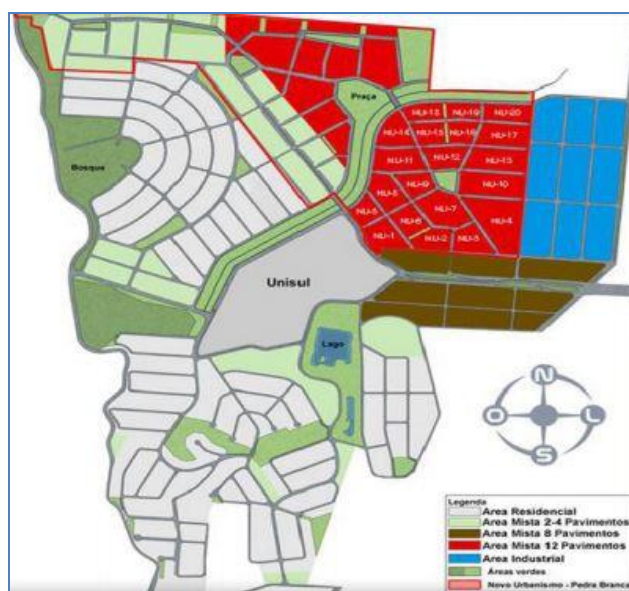 Praça
NU-18 NU-19 NU-20
NU-14 NU-15 NU-16 NU-17
NU-11 NU-12 NU-13
NU-8 NU-9 NU-10
NU-5 NU-6 NU-7 NU-4
NU-1 NU-2 NU-3
Bosque
Unisul
Lago
N
O L
S
Legenda
Area Residencial
Area Mista 2-4 Pavimentos
Area Mista 8 Pavimentos
Area Mista 12 Pavimentos
Area Industrial
Áreas verdes
Novo Urbanismo - Pedra Branca